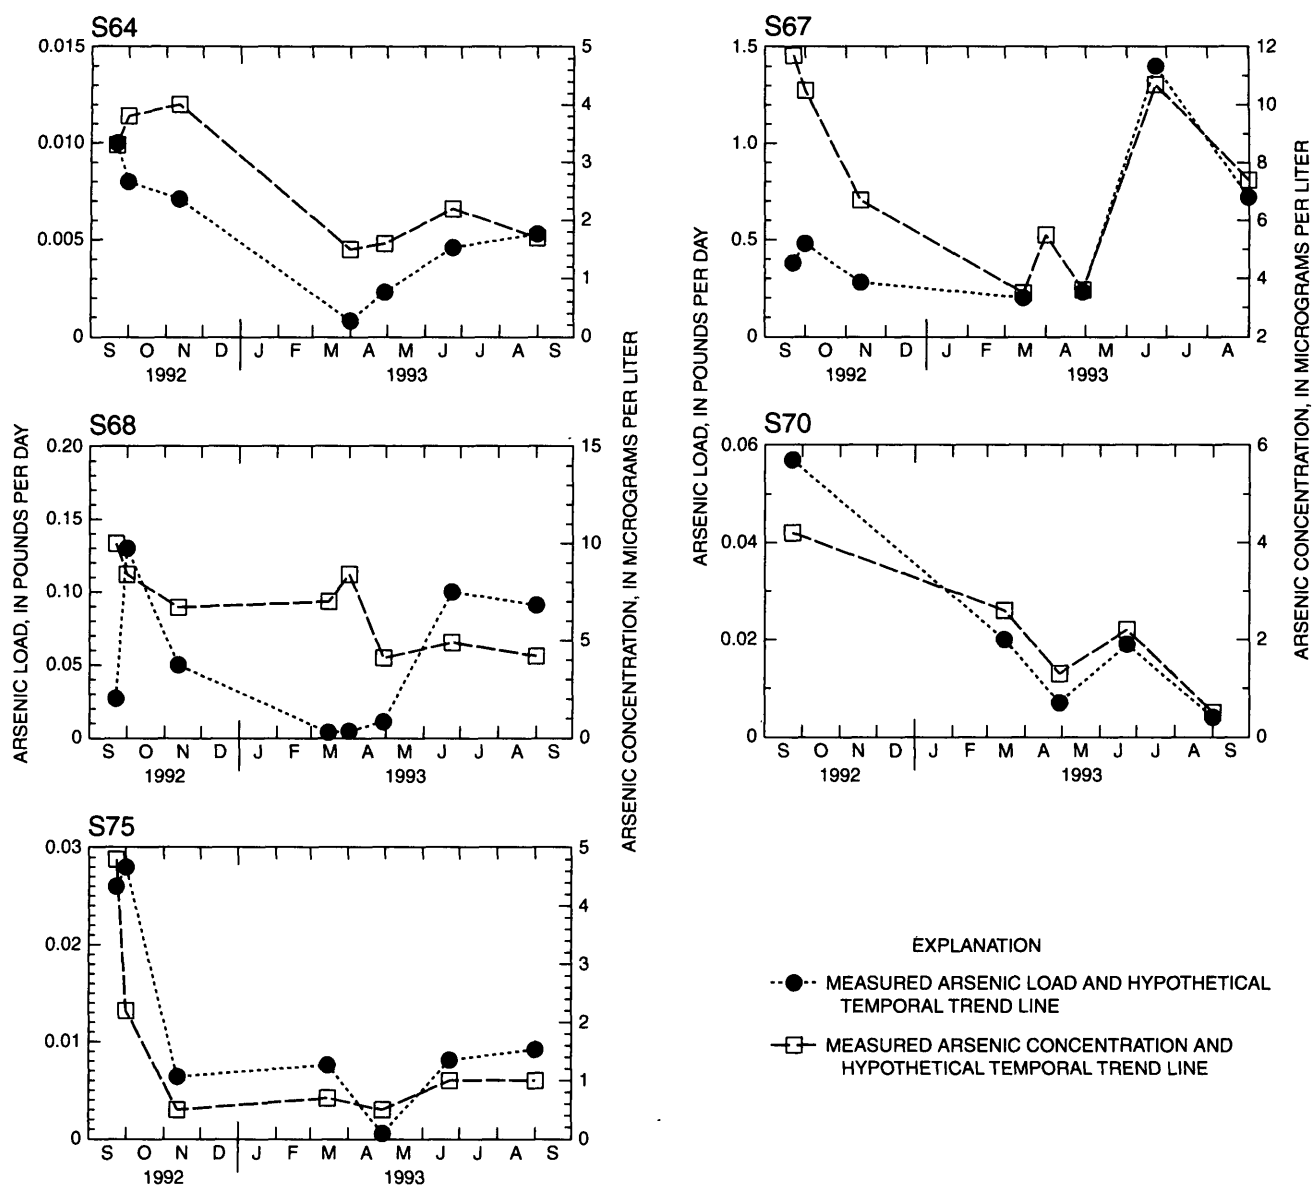 S64
0.015
0.010
0.005
0
5
4
3
2
1
0
S O N D J F M A M J J A S
1992 1993
S67
1.5
1.0
0.5
0
12
10
8
6
4
2
S O N D J F M A M J J A
1992 1993
S68
0.20
0.15
0.10
0.05
0
15
10
5
0
S O N D J F M A M J J A S
1992 1993
S70
0.06
0.04
0.02
0
6
4
2
0
S O N D J F M A M J J A S
1992 1993
S75
0.03
0.02
0.01
0
5
4
3
2
1
0
S O N D J F M A M J J A S
1992 1993
ARSENIC LOAD, IN POUNDS PER DAY
ARSENIC CONCENTRATION, IN MICROGRAMS PER LITER
ARSENIC LOAD, IN POUNDS PER DAY
ARSENIC CONCENTRATION, IN MICROGRAMS PER LITER
EXPLANATION
MEASURED ARSENIC LOAD AND HYPOTHETICAL
TEMPORAL TREND LINE
MEASURED ARSENIC CONCENTRATION AND
HYPOTHETICAL TEMPORAL TREND LINE